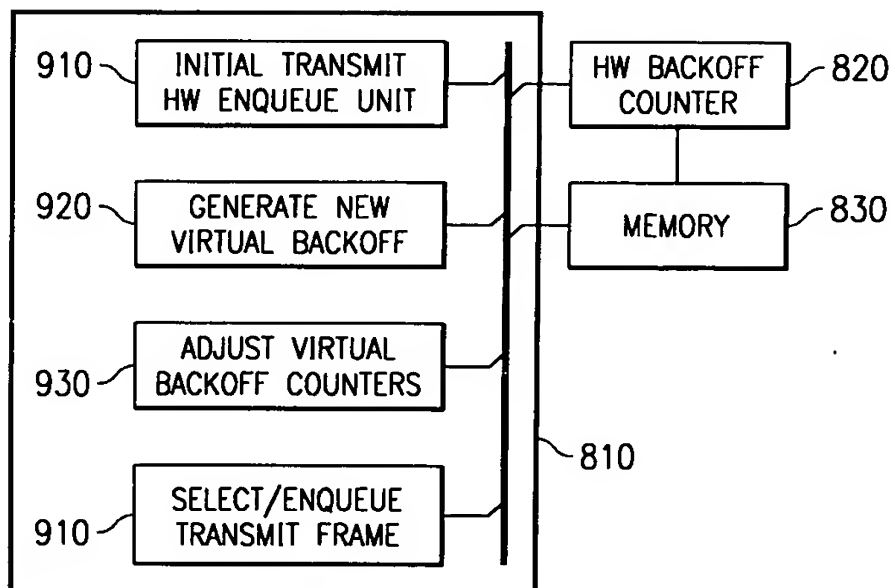 910
INITIAL TRANSMIT
HW ENQUEUE UNIT
HW BACKOFF
COUNTER
820
920
GENERATE NEW
VIRTUAL BACKOFF
MEMORY
830
930
ADJUST VIRTUAL
BACKOFF COUNTERS
810
910
SELECT/ENQUEUE
TRANSMIT FRAME